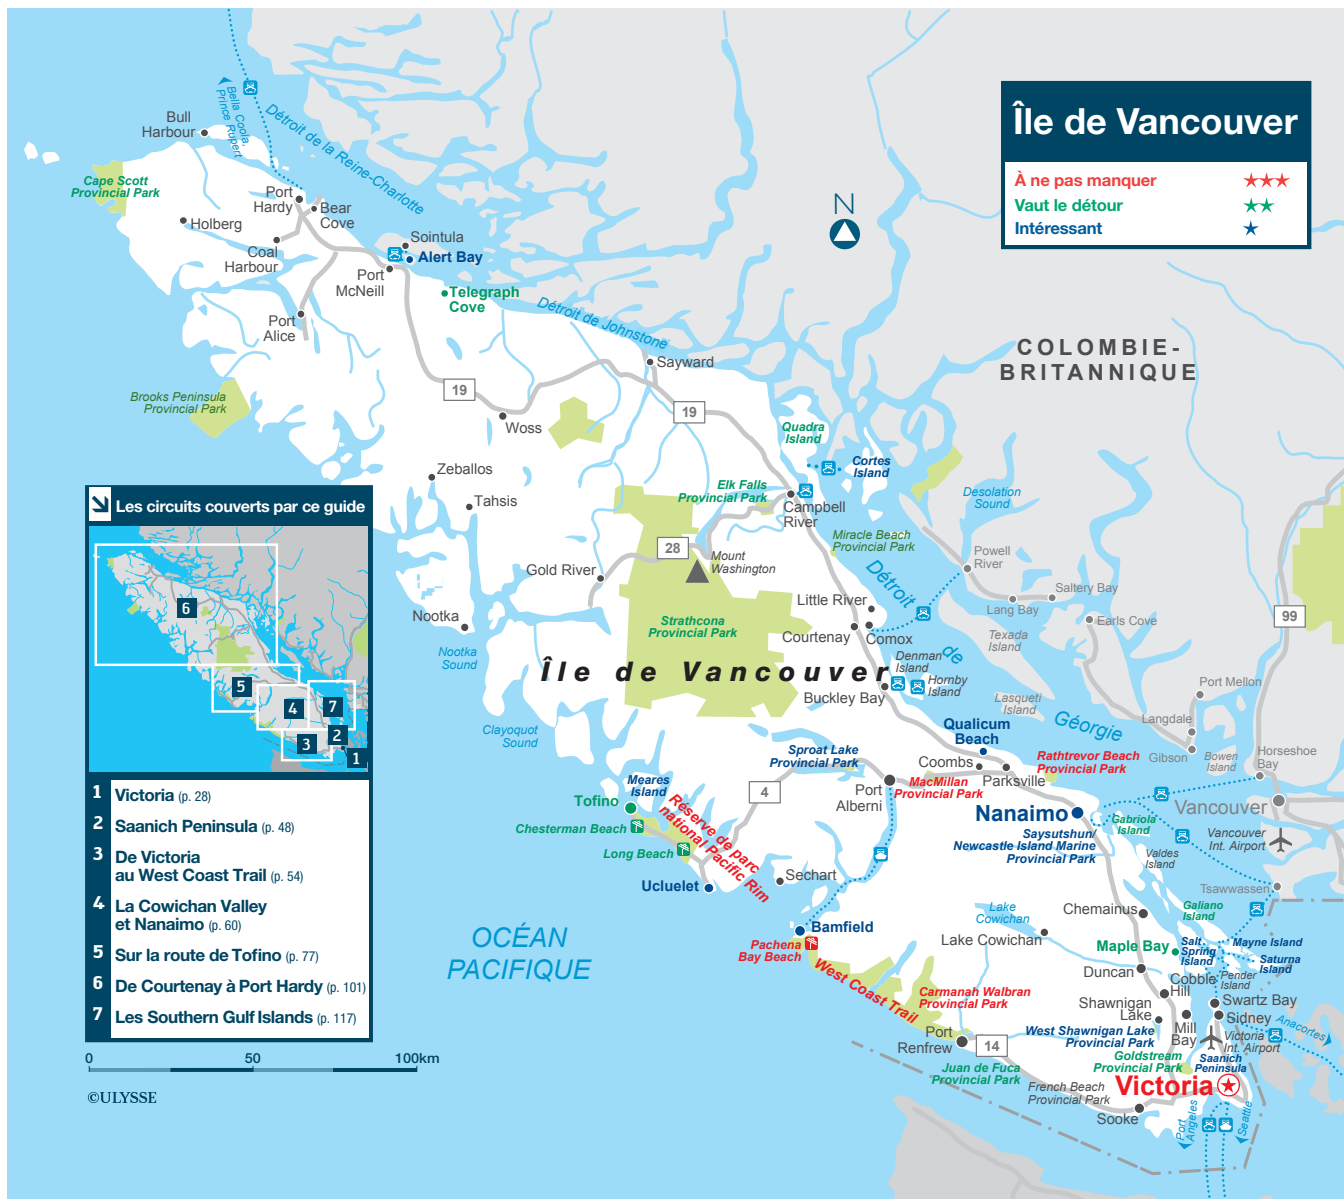 Île de Vancouver
À ne pas manquer ★★★
Vaut le détour ★★
Intéressant ★
N
Bella Coola,
Prince Rupert
Détroit de la Reine-Charlotte
Bull
Harbour
Cape Scott
Provincial Park
Port
Hardy
Bear
Cove
Holberg
Coal
Harbour
Sointula
Alert Bay
Port
McNeill
Telegraph
Cove
Port
Alice
Détroit de Johnstone
COLOMBIE-
BRITANNIQUE
Sayward
Brooks Peninsula
Provincial Park
19
19
Woss
Quadra
Island
Cortes
Island
Zeballos
Tahsis
Elk Falls
Provincial Park
Campbell
River
Desolation
Sound
Miracle Beach
Provincial Park
28
Mount
Washington
Gold River
Powell
River
Détroit de Géorgie
Saltery Bay
Lang Bay
Earls Cove
Texada
Island
99
Little River
Nootka
Courtenay
Comox
Strathcona
Provincial Park
Nootka
Sound
Île de Vancouver
Denman
Island
Hornby
Island
Buckley Bay
Lasqueti
Island
Port Mellon
Langdale
Gibson
Bowen
Island
Horseshoe
Bay
Clayoquot
Sound
Qualicum
Beach
Sproat Lake
Provincial Park
Coombs
Parksville
Rathtrevor Beach
Provincial Park
Meares
Island
MacMillan
Provincial Park
Port
Alberni
4
Tofino
Chesterman Beach
Long Beach
Réserve de parc
national Pacific Rim
Nanaimo
Saysutshun/
Newcastle Island Marine
Provincial Park
Gabriola
Island
Vancouver
Vancouver
Int. Airport
Valdes
Island
Tsawwassen
Ucluelet
Sechart
Galiano
Island
Lake
Cowichan
Chemainus
Bamfield
Lake Cowichan
Maple Bay
Salt
Spring
Island
Mayne Island
Saturna
Island
Pender
Island
OCÉAN
PACIFIQUE
Pachena
Bay Beach
West Coast Trail
Duncan
Cobble
Hill
Carmanah Walbran
Provincial Park
Shawnigan
Lake
Swartz Bay
Sidney
Mill
Bay
Anacortes
Victoria
Int. Airport
Port
Renfrew
14
West Shawnigan Lake
Provincial Park
Saanich
Peninsula
Goldstream
Provincial Park
Juan de Fuca
Provincial Park
French Beach
Provincial Park
Victoria
Sooke
Port
Angeles
Seattle
Les circuits couverts par ce guide
6
5
4
7
3
2
1
1 Victoria (p. 28)
2 Saanich Peninsula (p. 48)
3 De Victoria
au West Coast Trail (p. 54)
4 La Cowichan Valley
et Nanaimo (p. 60)
5 Sur la route de Tofino (p. 77)
6 De Courtenay à Port Hardy (p. 101)
7 Les Southern Gulf Islands (p. 117)
0 50 100km
©ULYSSE